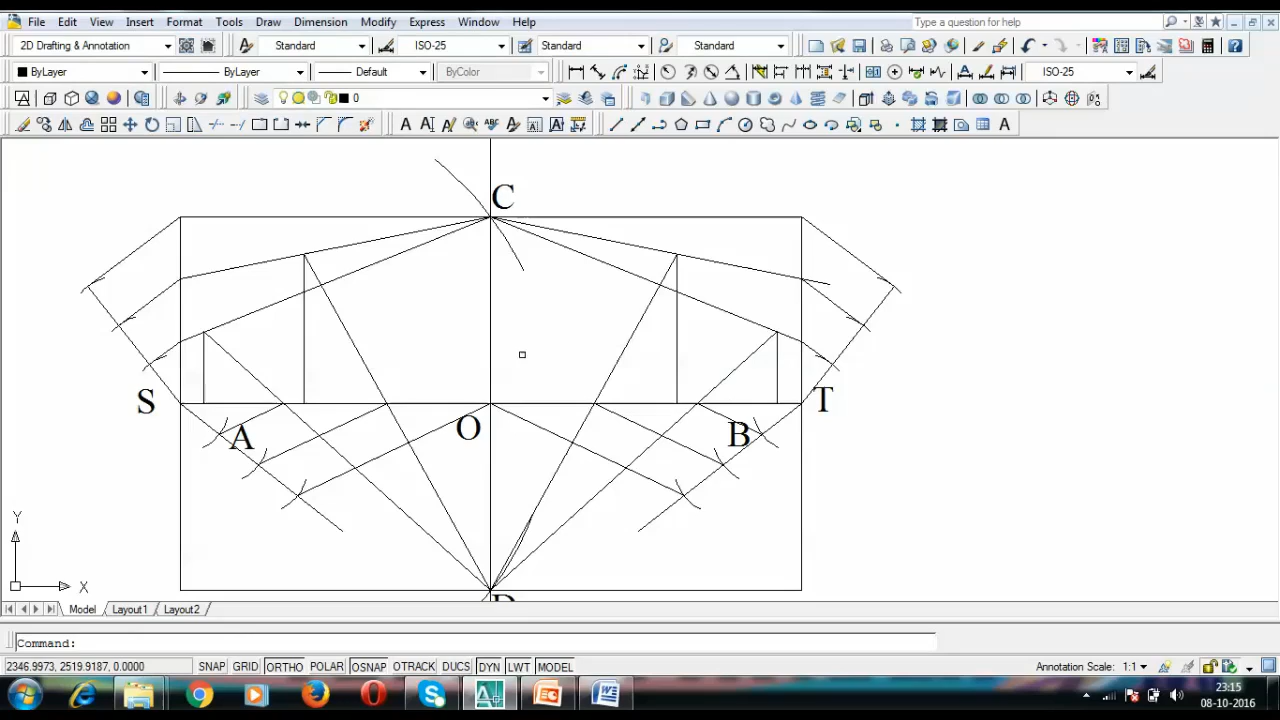 File Edit View Insert Format Tools Draw Dimension Modify Express Window Help Type a question for help
2D Drafting & Annotation Standard ISO-25 Standard Standard
ByLayer ByLayer Default ByColor ISO-25
0
C
S T
O
A B
D
Y
X
Model Layout1 Layout2
Command:
2346.9973, 2519.9187, 0.0000 SNAP GRID ORTHO POLAR OSNAP OTRACK DUCS DYN LWT MODEL Annotation Scale: 1:1
23:15
08-10-2016